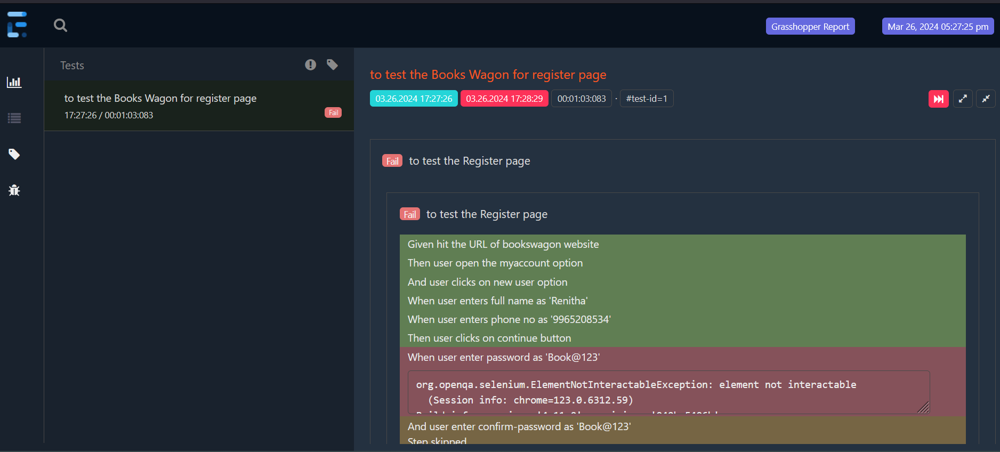 Grasshopper Report
Mar 26, 2024 05:27:25 pm
Tests
to test the Books Wagon for register page
17:27:26 / 00:01:03:083
Fail
to test the Books Wagon for register page
03.26.2024 17:27:26
03.26.2024 17:28:29
00:01:03:083
·
#test-id=1
Fail to test the Register page
Fail to test the Register page
Given hit the URL of bookswagon website
Then user open the myaccount option
And user clicks on new user option
When user enters full name as 'Renitha'
When user enters phone no as '9965208534'
Then user clicks on continue button
When user enter password as 'Book@123'
org.openqa.selenium.ElementNotInteractableException: element not interactable
(Session info: chrome=123.0.6312.59)
And user enter confirm-password as 'Book@123'
Step skipped